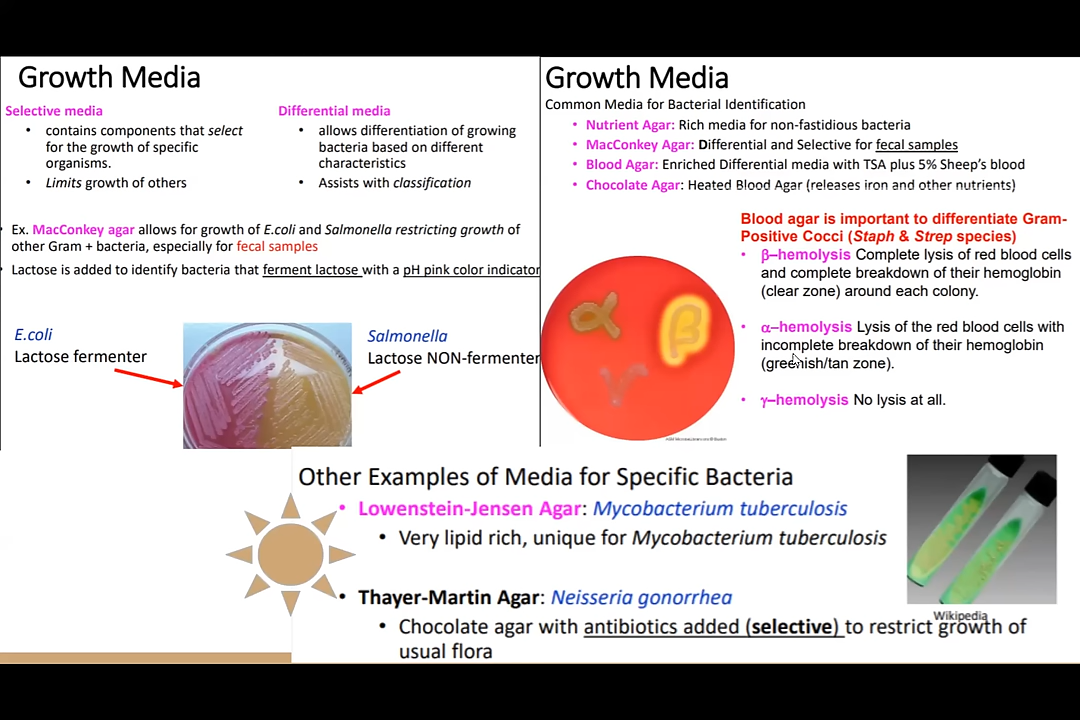 Growth Media
Selective media
• contains components that select
for the growth of specific
organisms.
• Limits growth of others
Differential media
• allows differentiation of growing
bacteria based on different
characteristics
• Assists with classification
• Ex. MacConkey agar allows for growth of E.coli and Salmonella restricting growth of
other Gram + bacteria, especially for fecal samples
• Lactose is added to identify bacteria that ferment lactose with a pH pink color indicator
E.coli
Lactose fermenter
Salmonella
Lactose NON-fermenter
Growth Media
Common Media for Bacterial Identification
• Nutrient Agar: Rich media for non-fastidious bacteria
• MacConkey Agar: Differential and Selective for fecal samples
• Blood Agar: Enriched Differential media with TSA plus 5% Sheep's blood
• Chocolate Agar: Heated Blood Agar (releases iron and other nutrients)
Blood agar is important to differentiate Gram-
Positive Cocci (Staph & Strep species)
• β–hemolysis Complete lysis of red blood cells
and complete breakdown of their hemoglobin
(clear zone) around each colony.
• α–hemolysis Lysis of the red blood cells with
incomplete breakdown of their hemoglobin
(greenish/tan zone).
• γ–hemolysis No lysis at all.
α
β
γ
Other Examples of Media for Specific Bacteria
• Lowenstein-Jensen Agar: Mycobacterium tuberculosis
• Very lipid rich, unique for Mycobacterium tuberculosis
• Thayer-Martin Agar: Neisseria gonorrhea
• Chocolate agar with antibiotics added (selective) to restrict growth of
usual flora
Wikipedia